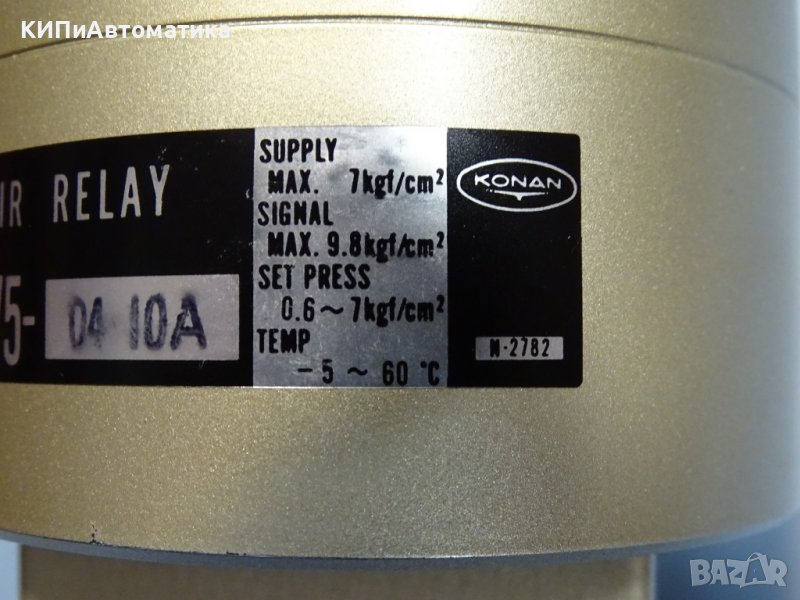 КИПиАвтоматика
RELAY
04 10A
SUPPLY
MAX. 7kgf/cm²
SIGNAL
MAX. 9.8kgf/cm²
SET PRESS
0.6~7kgf/cm²
TEMP
-5 ~ 60 °C
KONAN
N-2782
BAZAR